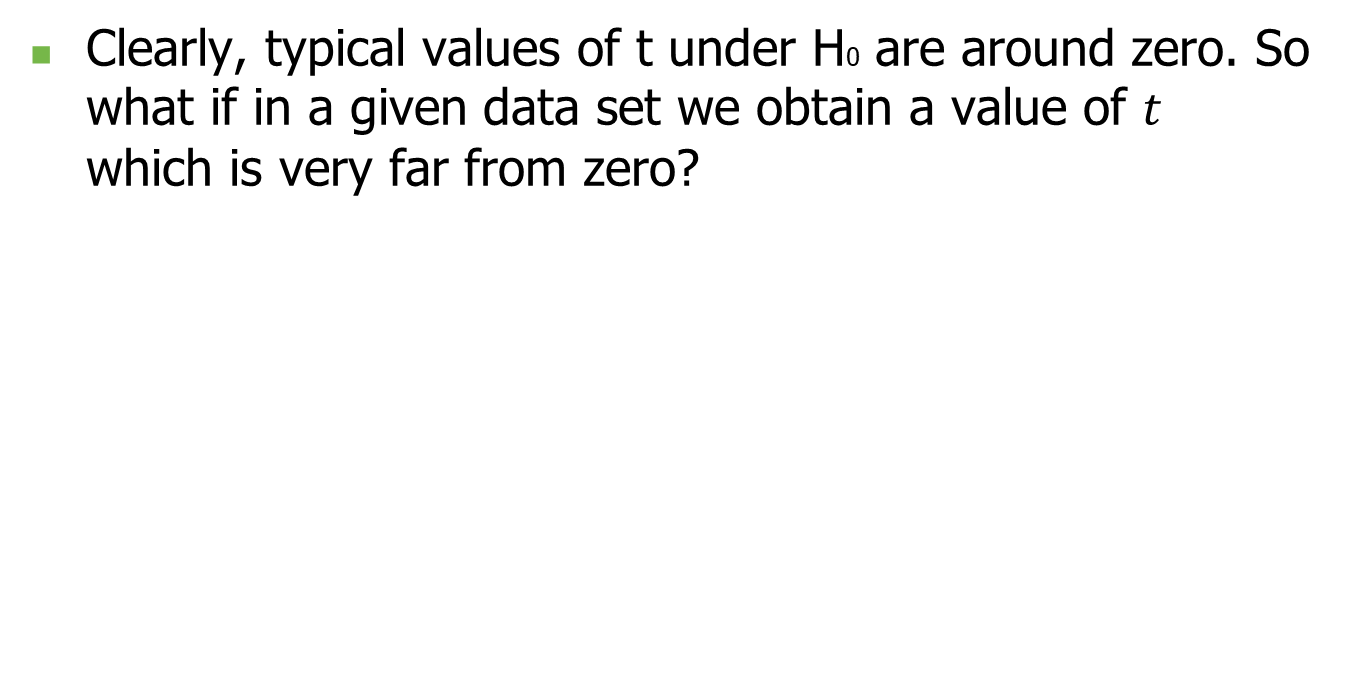 ▪ Clearly, typical values of t under H₀ are around zero. So
what if in a given data set we obtain a value of 𝑡
which is very far from zero?